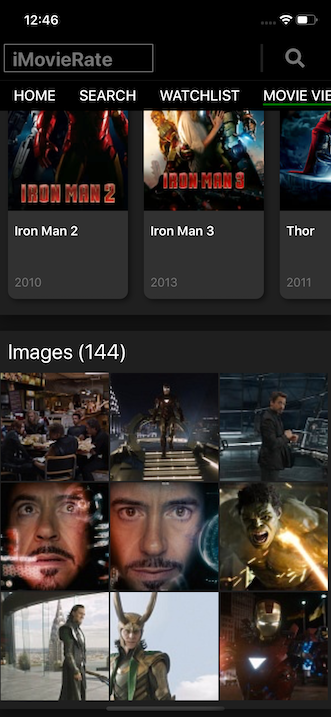 12:46
iMovieRate
HOME SEARCH WATCHLIST MOVIE VIE
IRON MAN 2 IRON MAN 3
Iron Man 2 Iron Man 3 Thor
2010 2013 2011
Images (144)